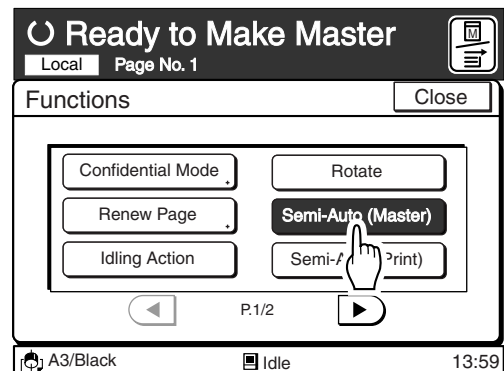 Ready to Make Master
M
Local Page No. 1
Functions Close
Confidential Mode Rotate
Renew Page Semi-Auto (Master)
Idling Action Semi-A Print)
P.1/2
A3/Black Idle 13:59